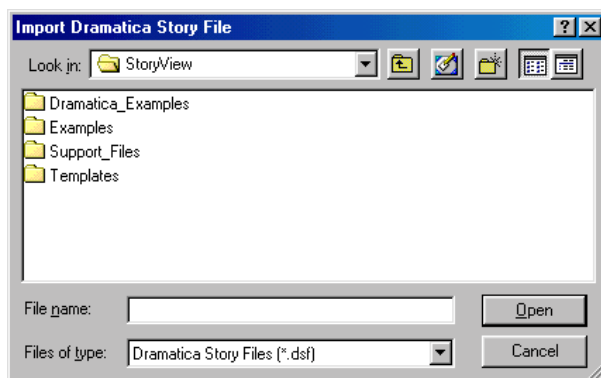 Import Dramatica Story File
Look in: StoryView
Dramatica_Examples
Examples
Support_Files
Templates
File name: Open
Files of type: Dramatica Story Files (*.dsf) Cancel